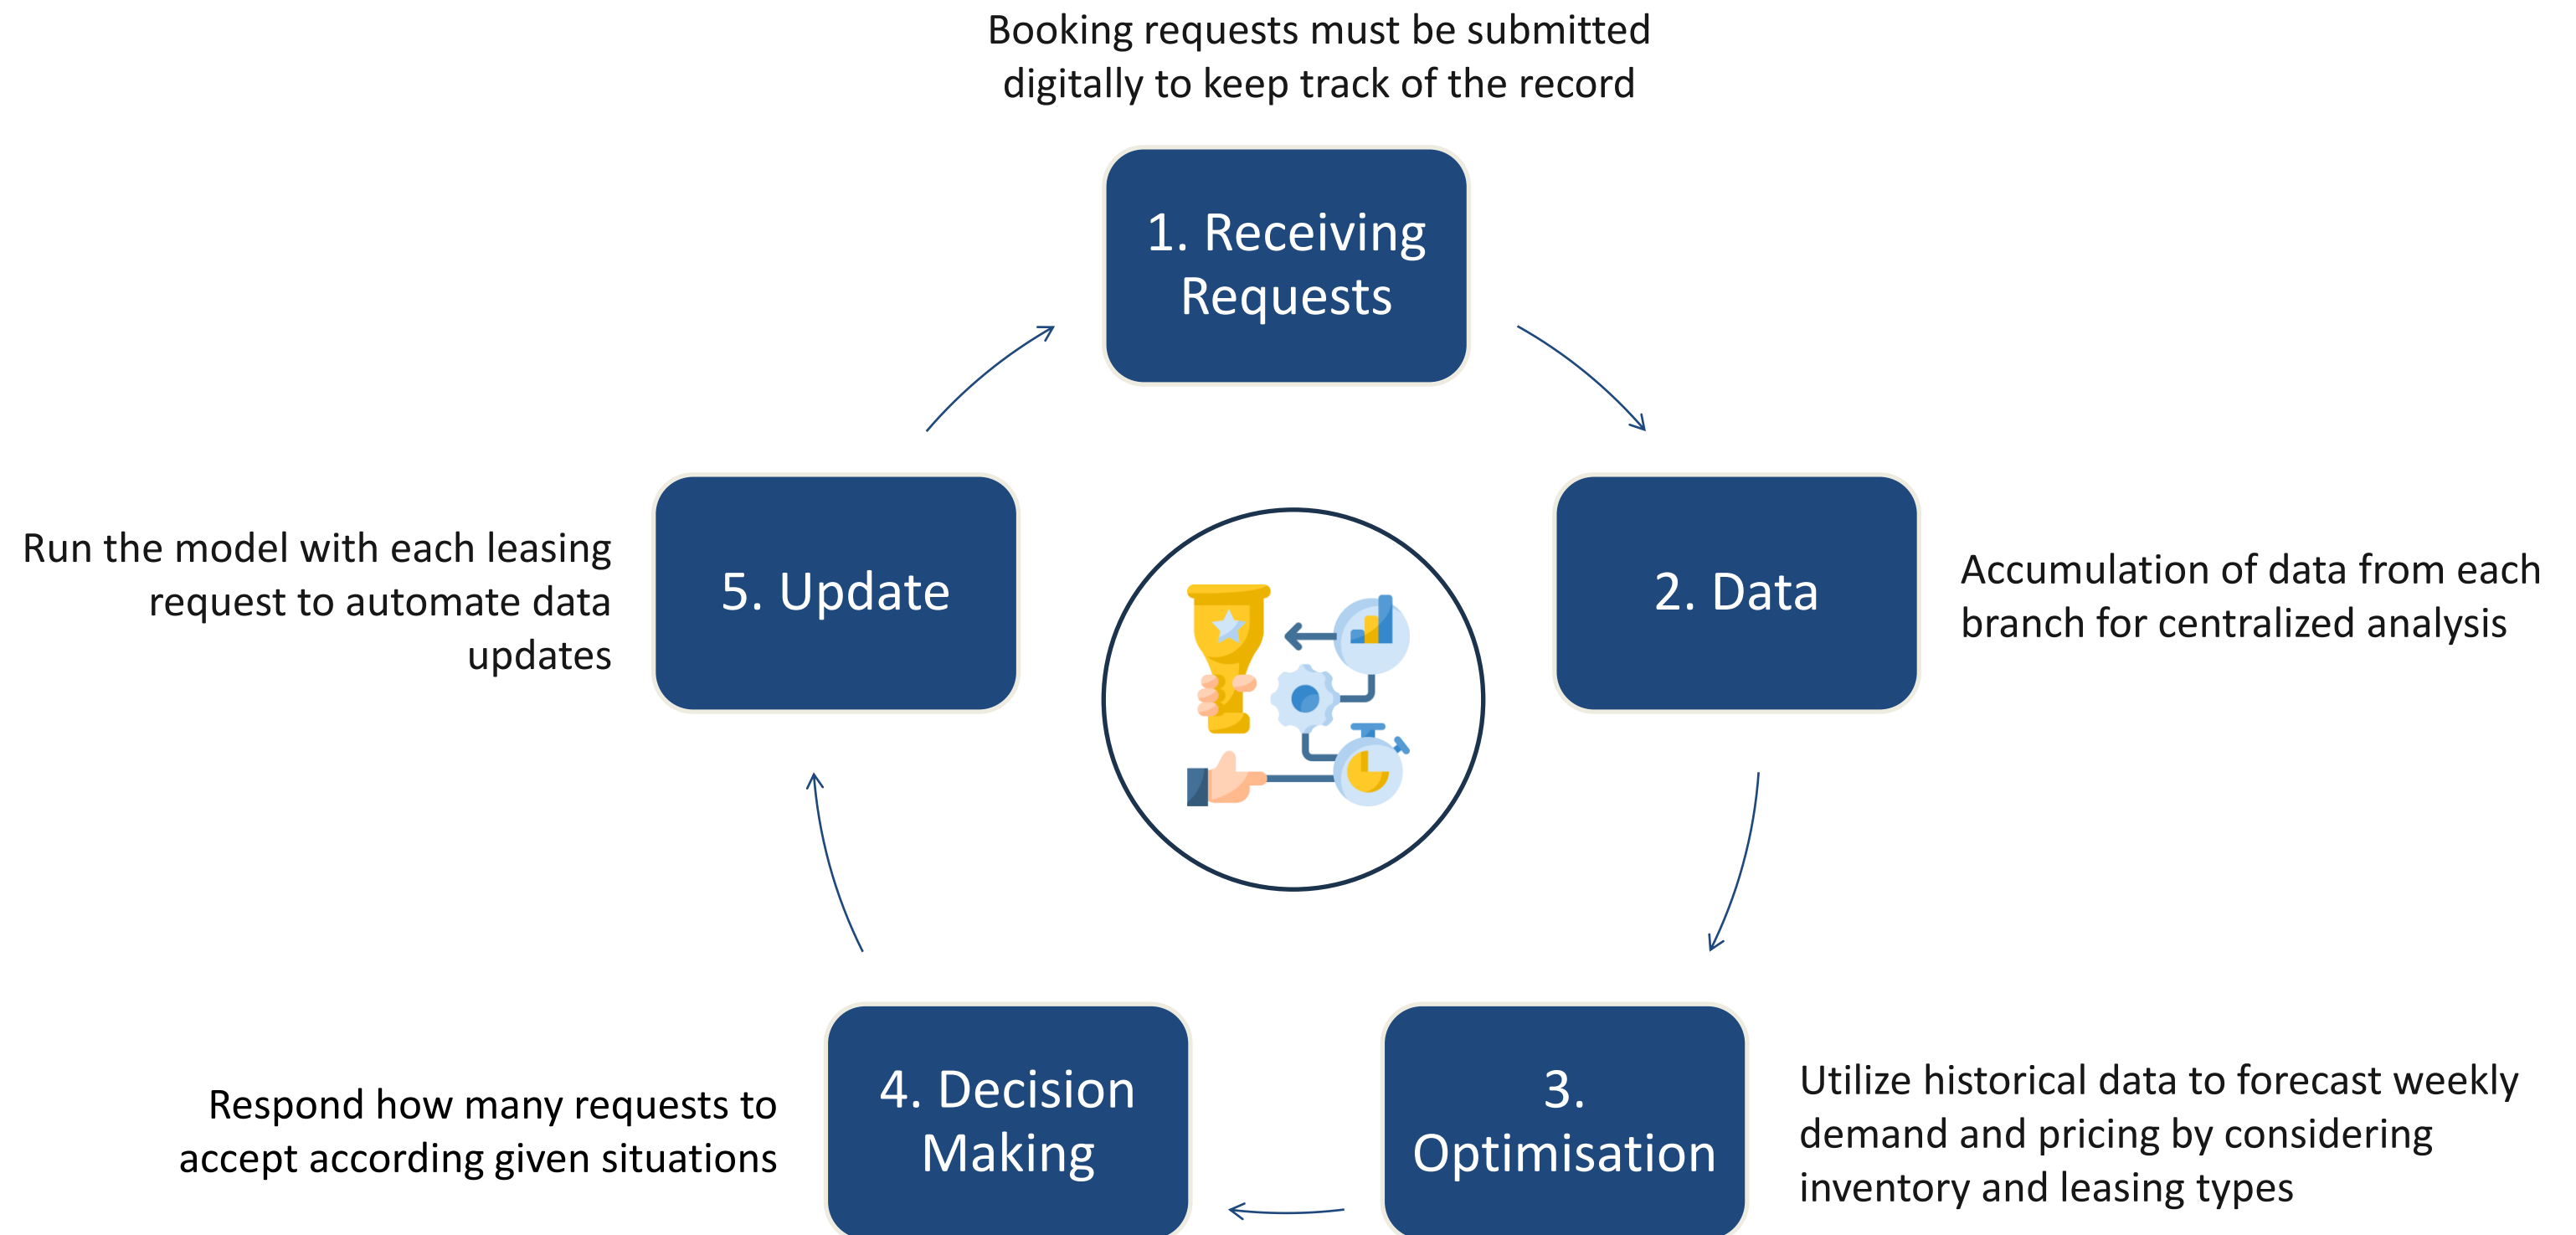 Booking requests must be submitted
digitally to keep track of the record
1. Receiving
Requests
2. Data
Accumulation of data from each
branch for centralized analysis
3.
Optimisation
Utilize historical data to forecast weekly
demand and pricing by considering
inventory and leasing types
4. Decision
Making
Respond how many requests to
accept according given situations
5. Update
Run the model with each leasing
request to automate data
updates